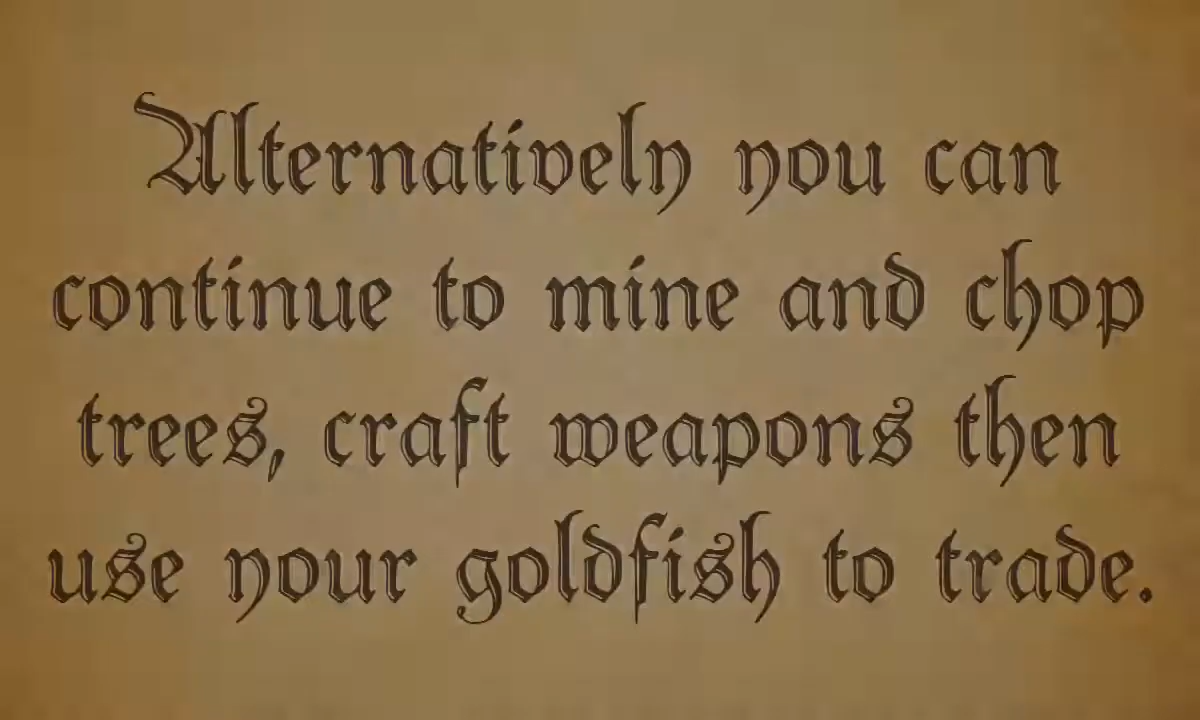 Alternatively you can
continue to mine and chop
trees, craft weapons then
use your goldfish to trade.